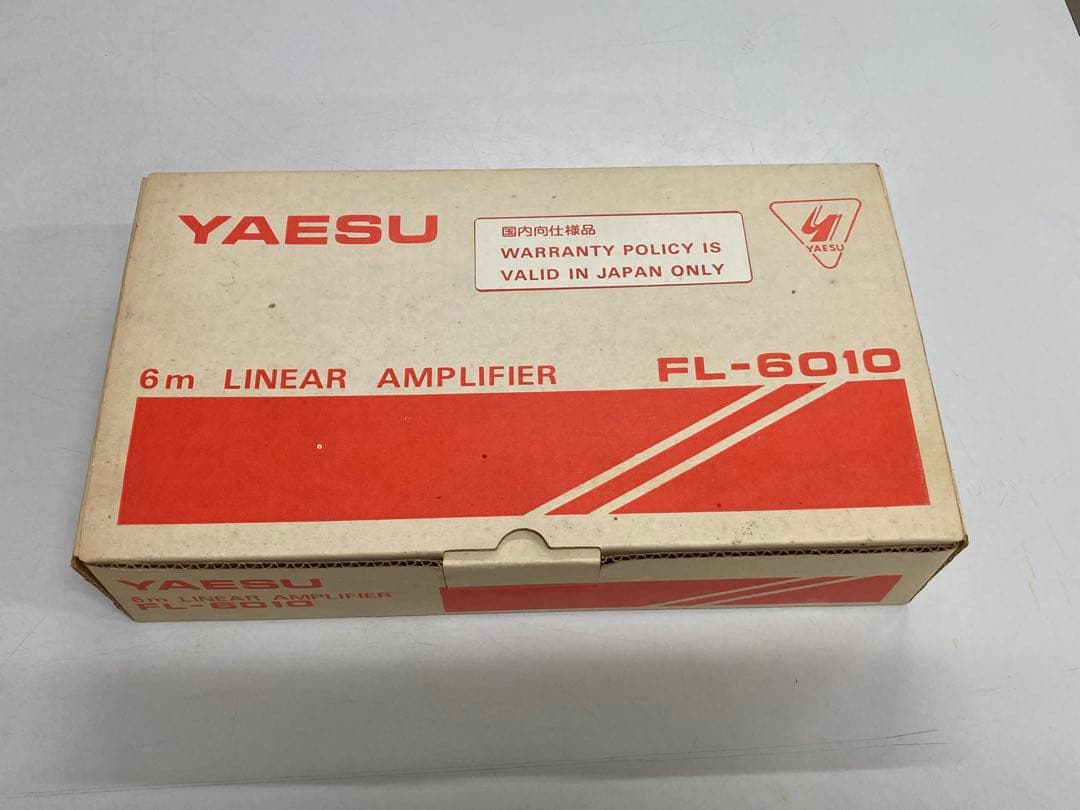 YAESU
国内向仕様品
WARRANTY POLICY IS
VALID IN JAPAN ONLY
YAESU
6m LINEAR AMPLIFIER
FL-6010
YAESU
6m LINEAR AMPLIFIER
FL-6010